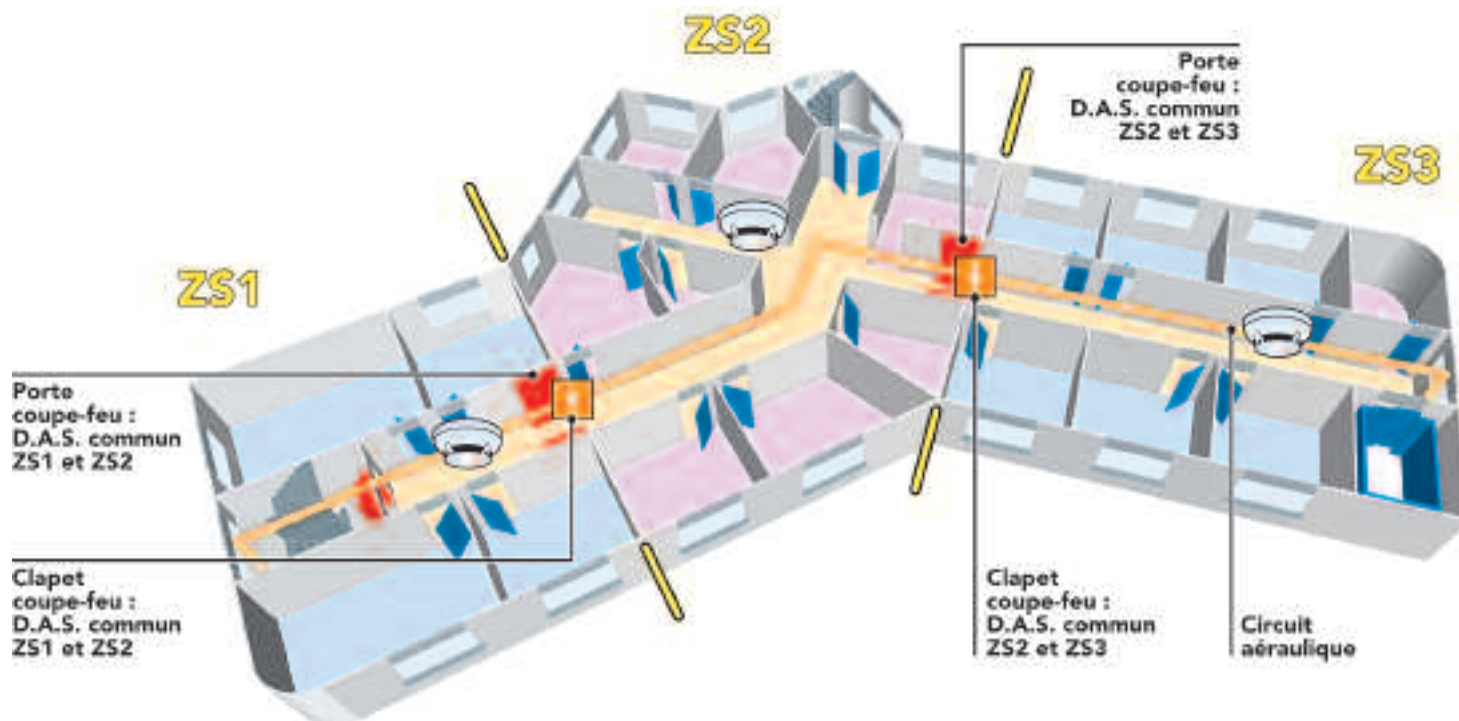 ZS2
Porte
coupe-feu :
D.A.S. commun
ZS2 et ZS3
ZS3
ZS1
Porte
coupe-feu :
D.A.S. commun
ZS1 et ZS2
Clapet
coupe-feu :
D.A.S. commun
ZS1 et ZS2
Clapet
coupe-feu :
D.A.S. commun
ZS2 et ZS3
Circuit
aéraulique